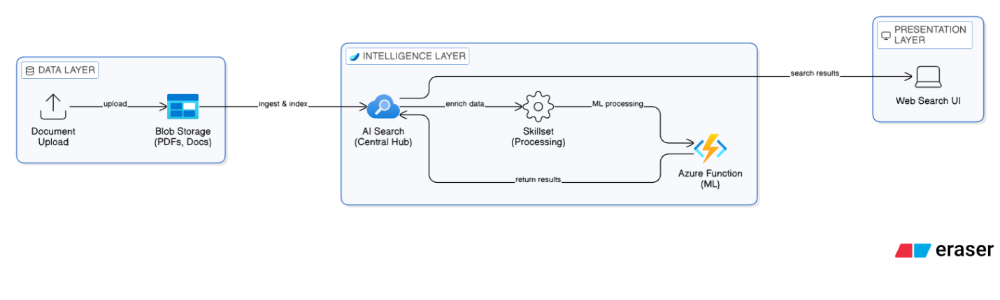 DATA LAYER
upload
Document
Upload
Blob Storage
(PDFs, Docs)
ingest & index
INTELLIGENCE LAYER
AI Search
(Central Hub)
enrich data
Skillset
(Processing)
ML processing
Azure Function
(ML)
return results
search results
PRESENTATION
LAYER
Web Search UI
eraser